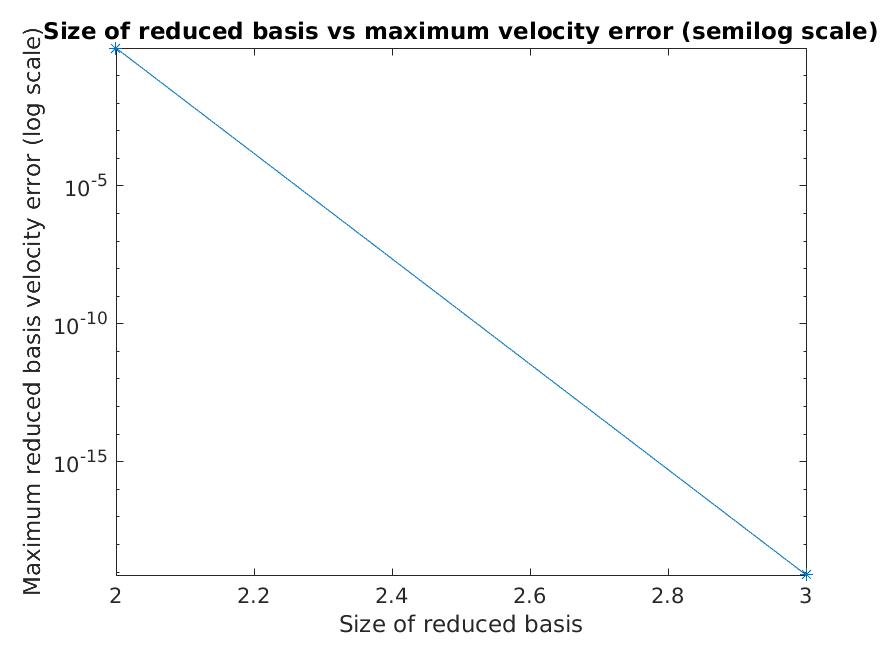 Size of reduced basis vs maximum velocity error (semilog scale)
Maximum reduced basis velocity error (log scale)
10-5
10-10
10-15
2 2.2 2.4 2.6 2.8 3
Size of reduced basis